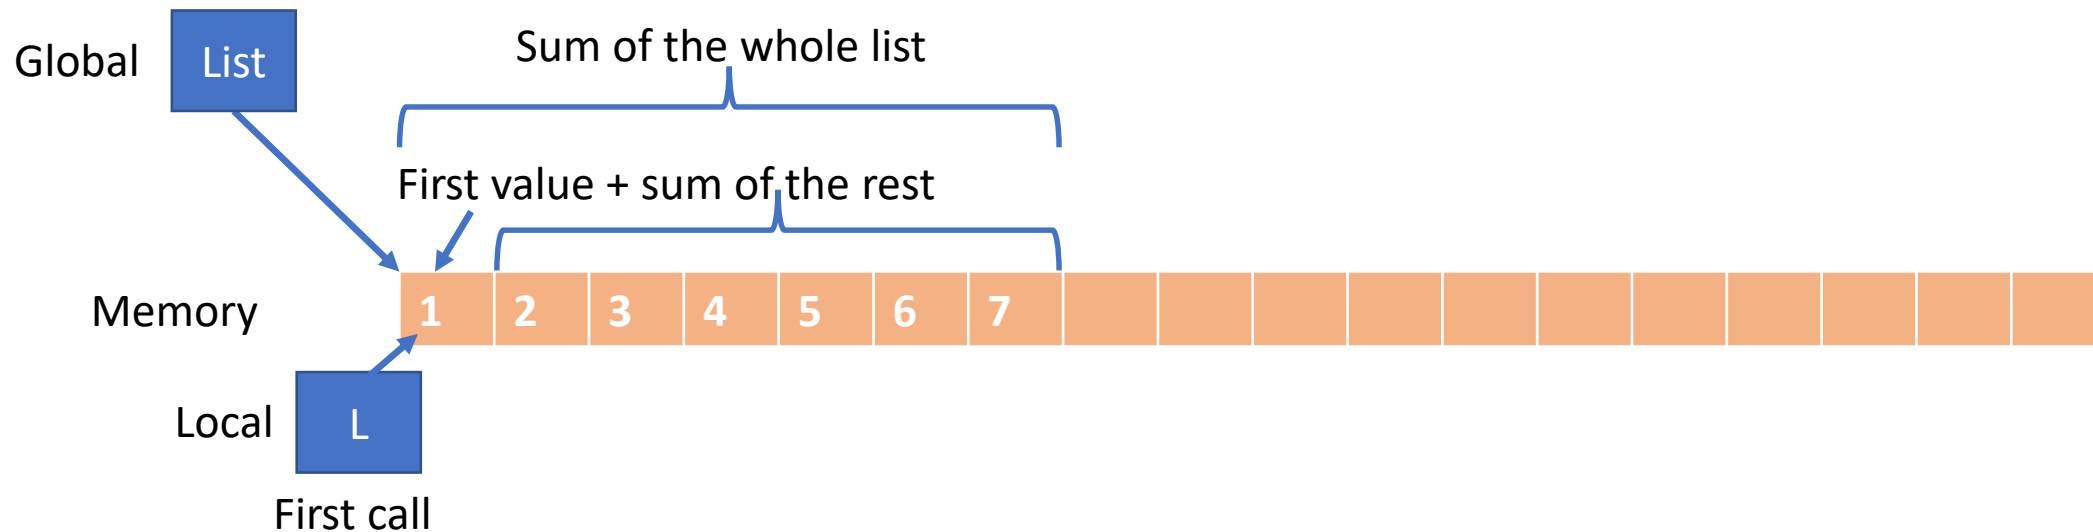 Global
List
Sum of the whole list
First value + sum of the rest
Memory
1 2 3 4 5 6 7
Local
L
First call